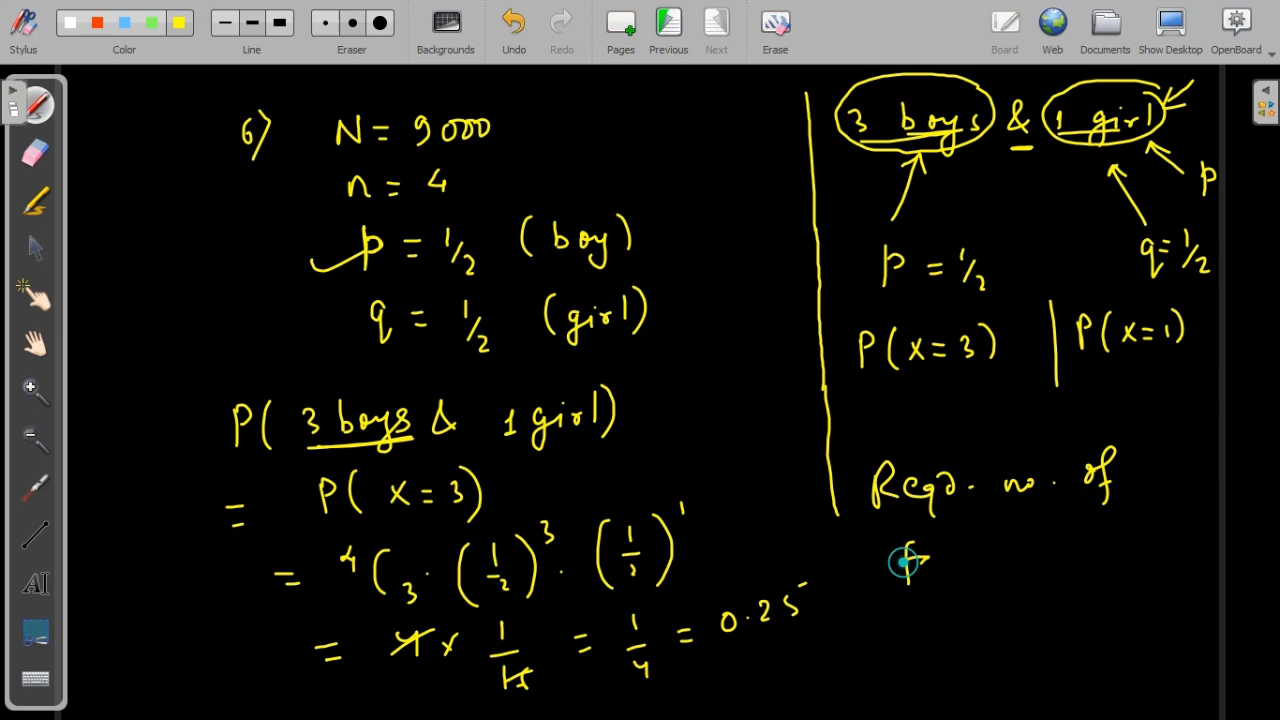 Stylus Color Line Eraser Backgrounds Undo Redo Pages Previous Next Erase Board Web Documents Show Desktop OpenBoard
6) N = 9000
n = 4
p = 1/2 (boy)
q = 1/2 (girl)
P( 3 boys & 1 girl)
= P( X = 3)
= ⁴C₃ · (1/2)³ · (1/2)¹
= 4 x 1/16 = 1/4 = 0.25
3 boys & 1 girl
p
p = 1/2
q = 1/2
P( X = 3)
P( X = 1)
Reqd. no. of
f